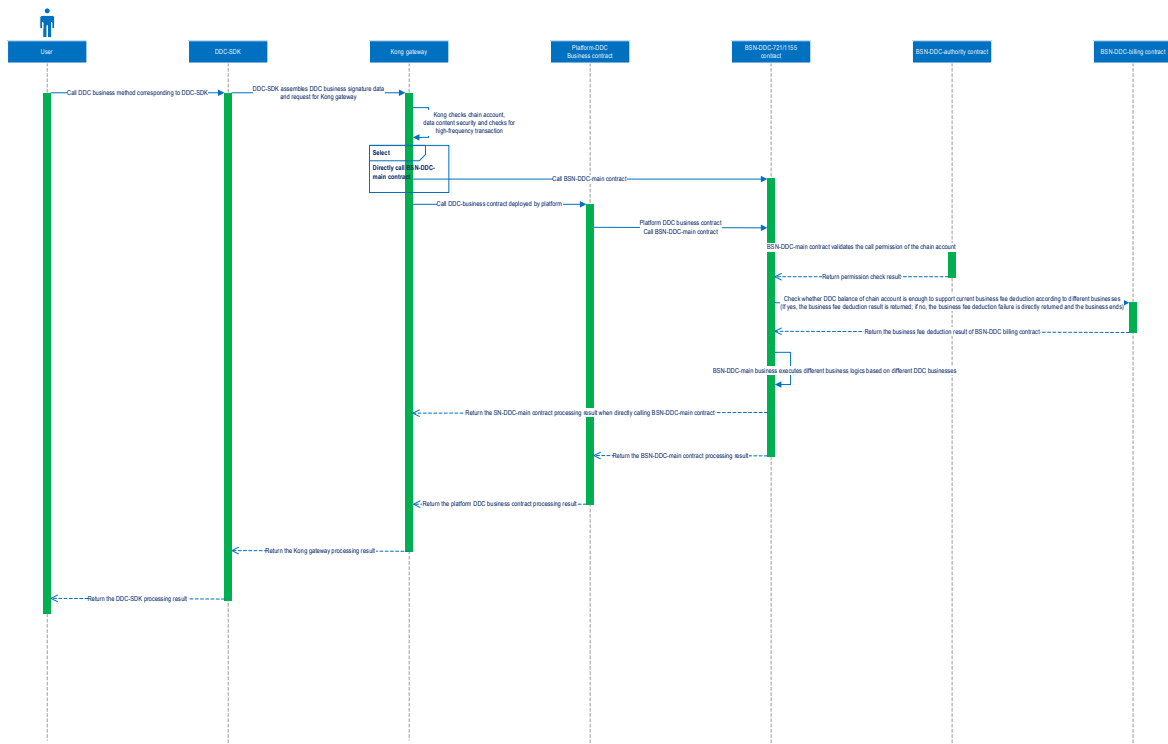 User
DDC-SDK
Kong gateway
Platform-DDC
Business contract
BSN-DDC-721/1155
contract
BSN-DDC-authority contract
BSN-DDC-billing contract
Call DDC business method corresponding to DDC-SDK
DDC-SDK assembles DDC business signature data
and request for Kong gateway
Kong checks chain account,
data content security and checks for
high-frequency transaction
Select
Directly call BSN-DDC-
main contract
Call BSN-DDC-main contract
Call DDC-business contract deployed by platform
Platform DDC business contract
Call BSN-DDC-main contract
BSN-DDC-main contract validates the call permission of the chain account
Return permission check result
Check whether DDC balance of chain account is enough to support current business fee deduction according to different businesses
(If yes, the business fee deduction result is returned; if no, the business fee deduction failure is directly returned and the business ends)
Return the business fee deduction result of BSN-DDC billing contract
BSN-DDC-main business executes different business logics based on different DDC businesses
Return the SN-DDC-main contract processing result when directly calling BSN-DDC-main contract
Return the BSN-DDC-main contract processing result
Return the platform DDC business contract processing result
Return the Kong gateway processing result
Return the DDC-SDK processing result